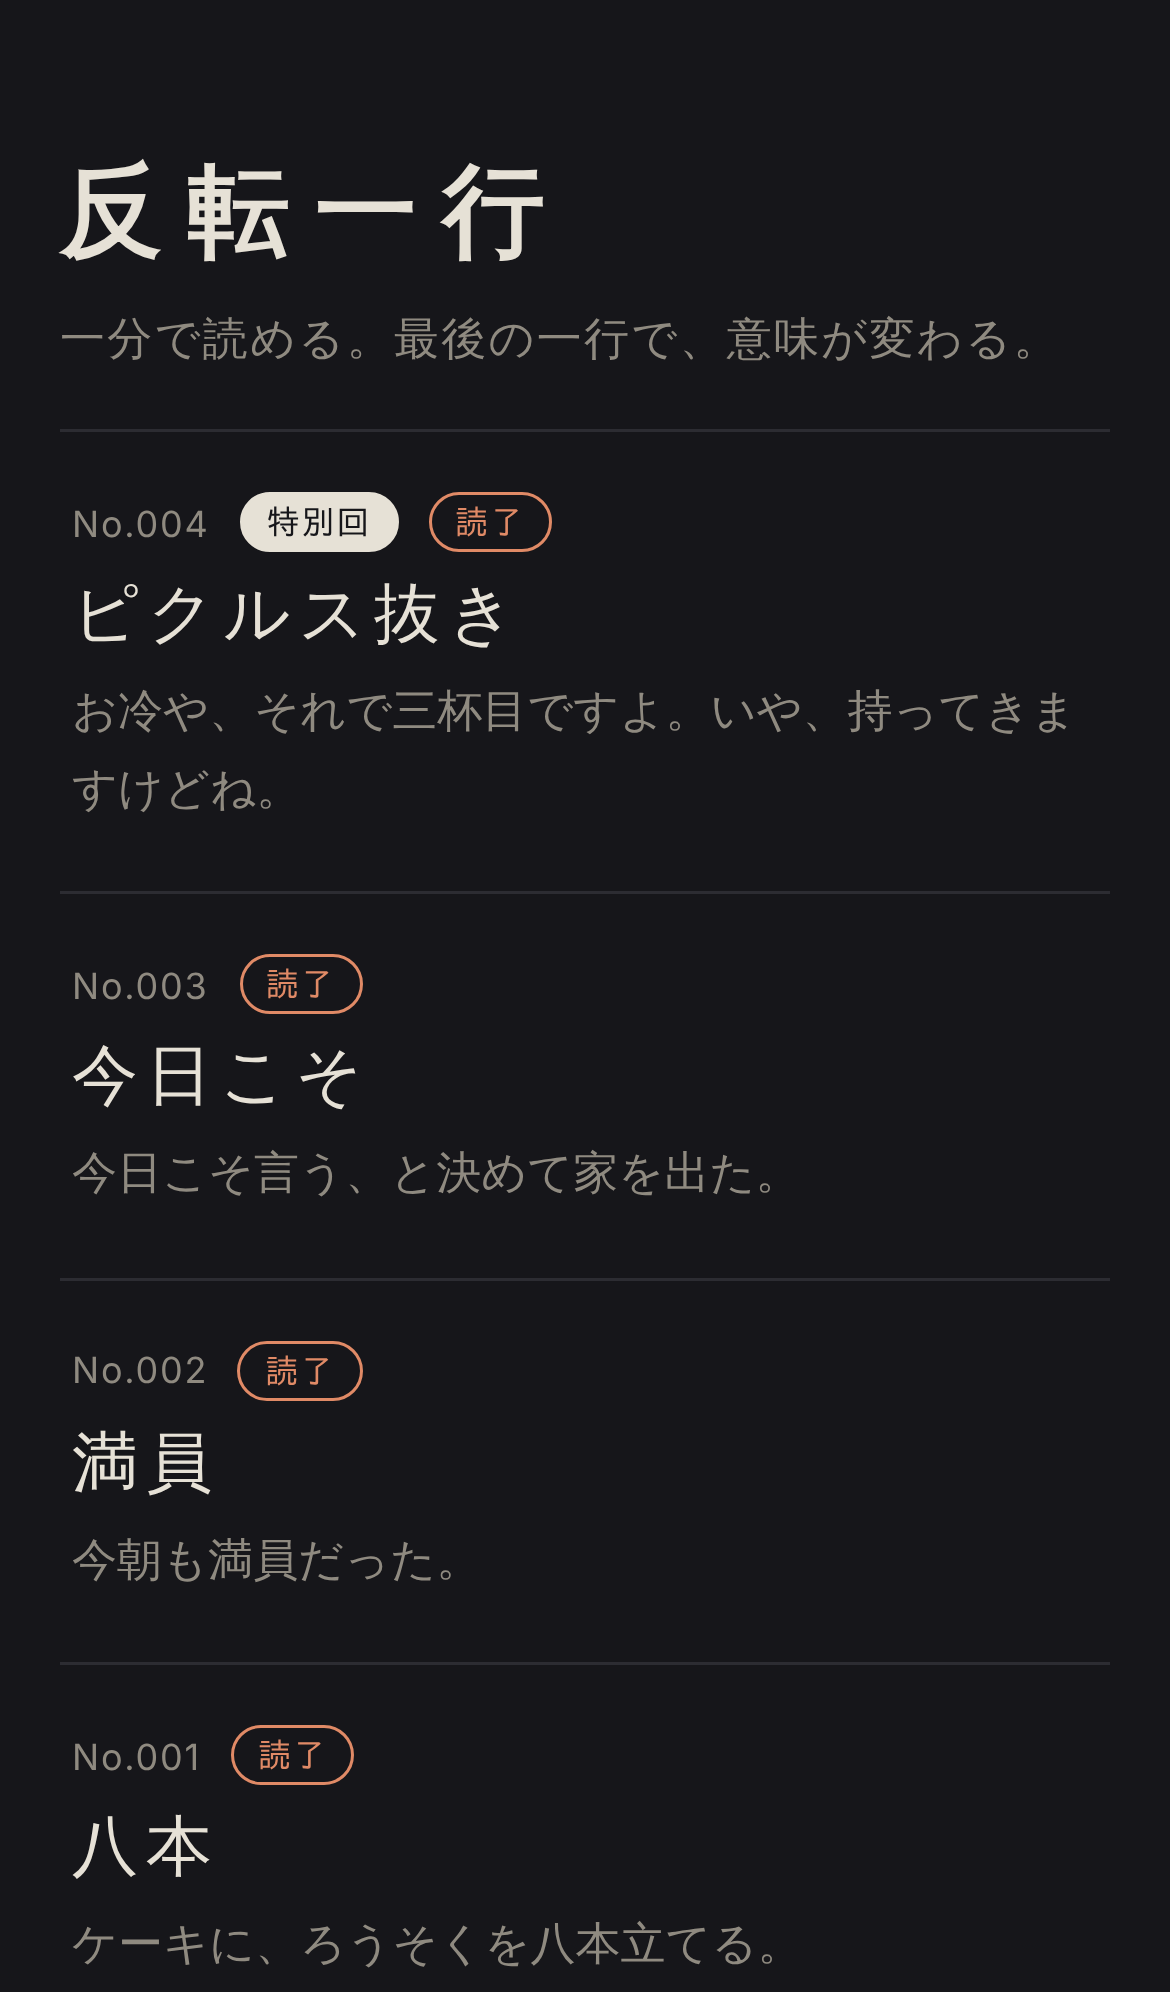 反転一行
一分で読める。最後の一行で、意味が変わる。
No.004 特別回 読了
ピクルス抜き
お冷や、それで三杯目ですよ。いや、持ってきま
すけどね。
No.003 読了
今日こそ
今日こそ言う、と決めて家を出た。
No.002 読了
満員
今朝も満員だった。
No.001 読了
八本
ケーキに、ろうそくを八本立てる。